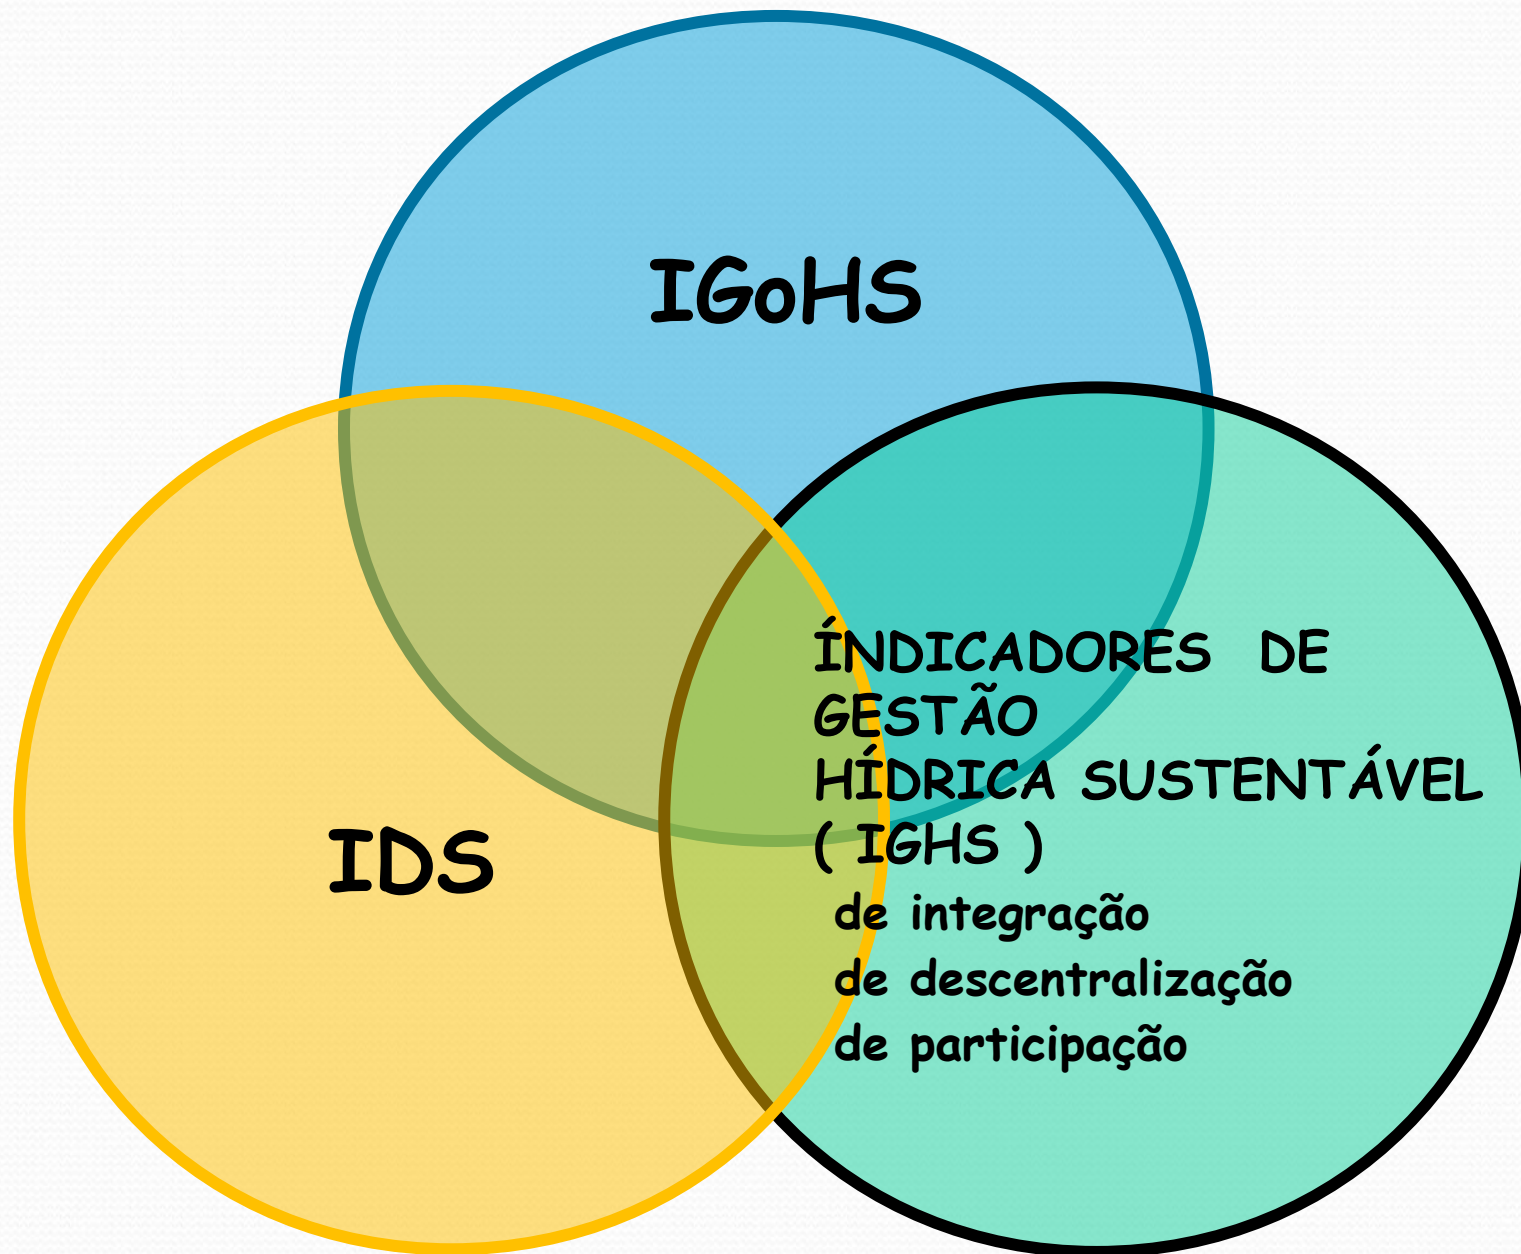 IGoHS
IDS
ÍNDICADORES DE
GESTÃO
HÍDRICA SUSTENTÁVEL
( IGHS )
de integração
de descentralização
de participação